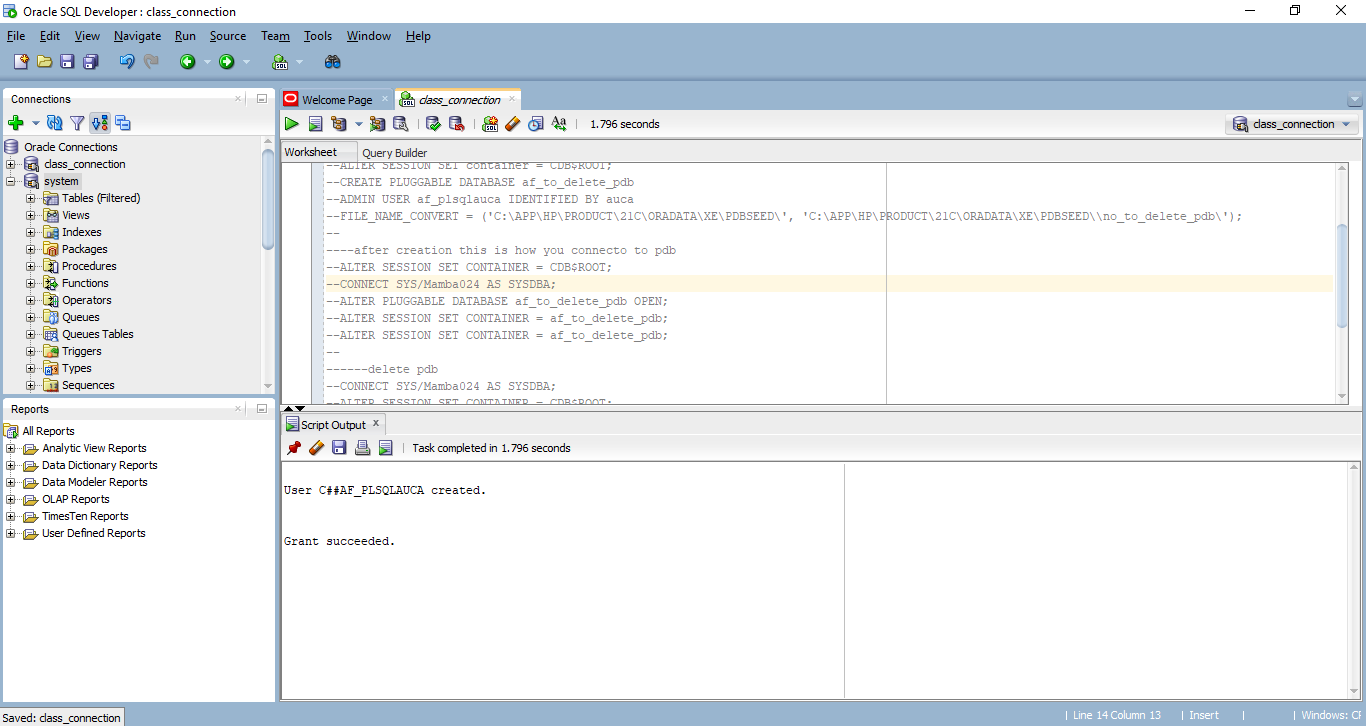 Oracle SQL Developer : class_connection
File Edit View Navigate Run Source Team Tools Window Help
Connections
Oracle Connections
class_connection
system
Tables (Filtered)
Views
Indexes
Packages
Procedures
Functions
Operators
Queues
Queues Tables
Triggers
Types
Sequences
Reports
All Reports
Analytic View Reports
Data Dictionary Reports
Data Modeler Reports
OLAP Reports
TimesTen Reports
User Defined Reports
Welcome Page
class_connection
1.796 seconds
class_connection
Worksheet Query Builder
--ALTER SESSION SET container = CDB$ROOT;
--CREATE PLUGGABLE DATABASE af_to_delete_pdb
--ADMIN USER af_plsqlauca IDENTIFIED BY auca
--FILE_NAME_CONVERT = ('C:\APP\HP\PRODUCT\21C\ORADATA\XE\PDBSEED\', 'C:\APP\HP\PRODUCT\21C\ORADATA\XE\PDBSEED\\no_to_delete_pdb\');
--
----after creation this is how you connecto to pdb
--ALTER SESSION SET CONTAINER = CDB$ROOT;
--CONNECT SYS/Mamba024 AS SYSDBA;
--ALTER PLUGGABLE DATABASE af_to_delete_pdb OPEN;
--ALTER SESSION SET CONTAINER = af_to_delete_pdb;
--ALTER SESSION SET CONTAINER = af_to_delete_pdb;
--
------delete pdb
--CONNECT SYS/Mamba024 AS SYSDBA;
--ALTER SESSION SET CONTAINER = CDB$ROOT;
Script Output
Task completed in 1.796 seconds
User C##AF_PLSQLAUCA created.
Grant succeeded.
Saved: class_connection
Line 14 Column 13
Insert
Windows: CF